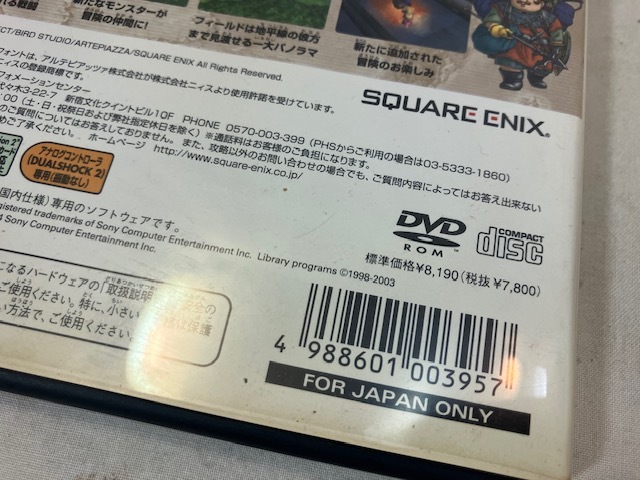 れる戦闘
新たなモンスターが
冒険の仲間に!
フィールドは地平線の彼方
まで見渡せる一大パノラマ
新たに追加された
冒険のお楽しみ
ECT/BIRD STUDIO/ARTEPIAZZA/SQUARE ENIX All Rights Reserved.
フォントは、アルテピアッツァ株式会社が株式会社ニィスより使用許諾を受けています。
ニィスの登録商標です。
フォメーションセンター
代々木3-22-7 新宿文化クイントビル10F PHONE 0570-003-399 (PHSからご利用の場合は03-5333-1860)
:00 (土・日・祝祭日および弊社指定休日を除く) ※通話料はお客様のご負担になります。
についてはお答えしておりません。また、攻略以外のお問い合わせの場合でも、ご質問内容によってはお答え出来ない
めご了承ください。 ホームページ http://www.square-enix.co.jp/
SQUARE ENIX®
アナログコントローラ
(DUALSHOCK 2)
専用(振動なし)
国内仕様) 専用のソフトウェアです。
egistered trademarks of Sony Computer Entertainment Inc.
4 Sony Computer Entertainment Inc. Library programs ©1998-2003
DVD
ROM
COMPACT
disc
標準価格¥8,190(税抜¥7,800)
になるハードウェアの「取扱説明
ご使用ください。特に、小さい
い方法で、ご使用ください。
は保護
4 988601 003957
FOR JAPAN ONLY